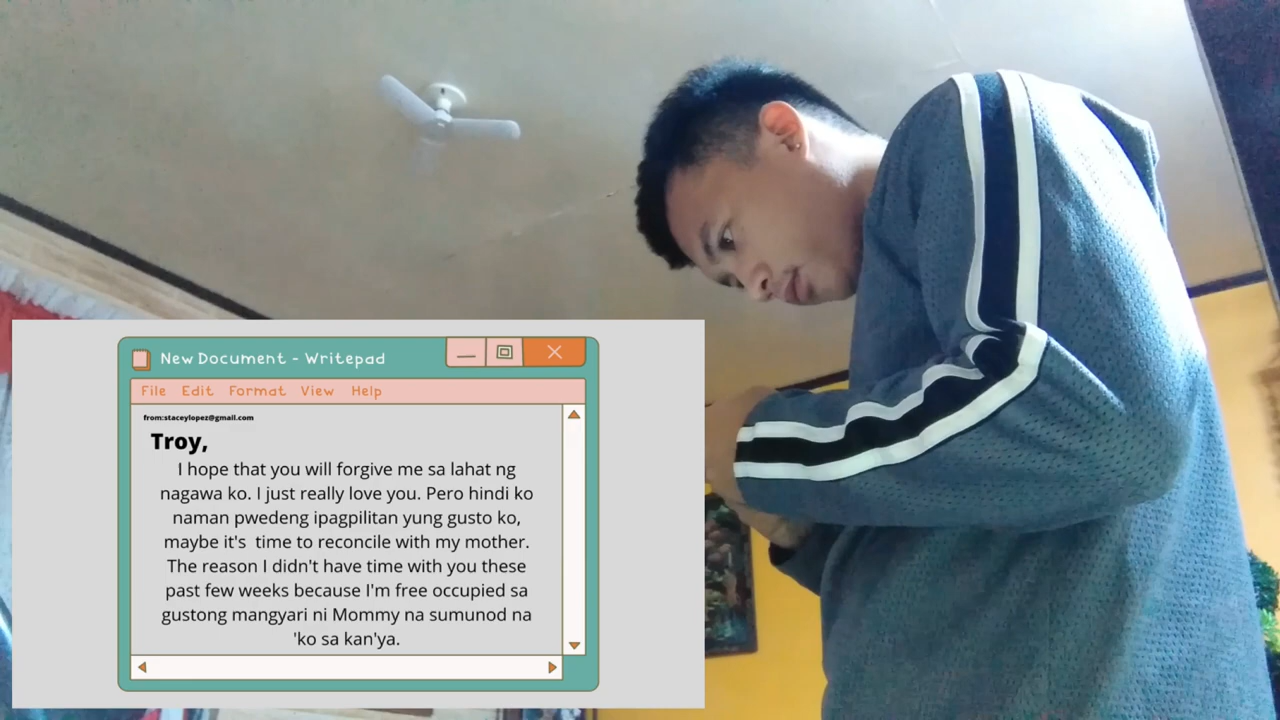 New Document - Writepad
File Edit Format View Help
from:staceylopez@gmail.com
Troy,
I hope that you will forgive me sa lahat ng
nagawa ko. I just really love you. Pero hindi ko
naman pwedeng ipagpilitan yung gusto ko,
maybe it's time to reconcile with my mother.
The reason I didn't have time with you these
past few weeks because I'm free occupied sa
gustong mangyari ni Mommy na sumunod na
'ko sa kan'ya.